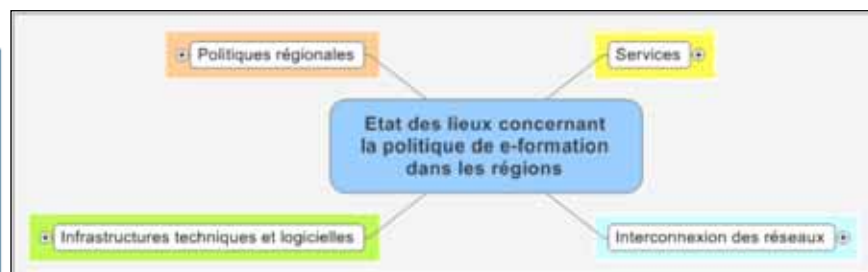 Politiques régionales
Services
Etat des lieux concernant
la politique de e-formation
dans les régions
Infrastructures techniques et logicielles
Interconnexion des réseaux